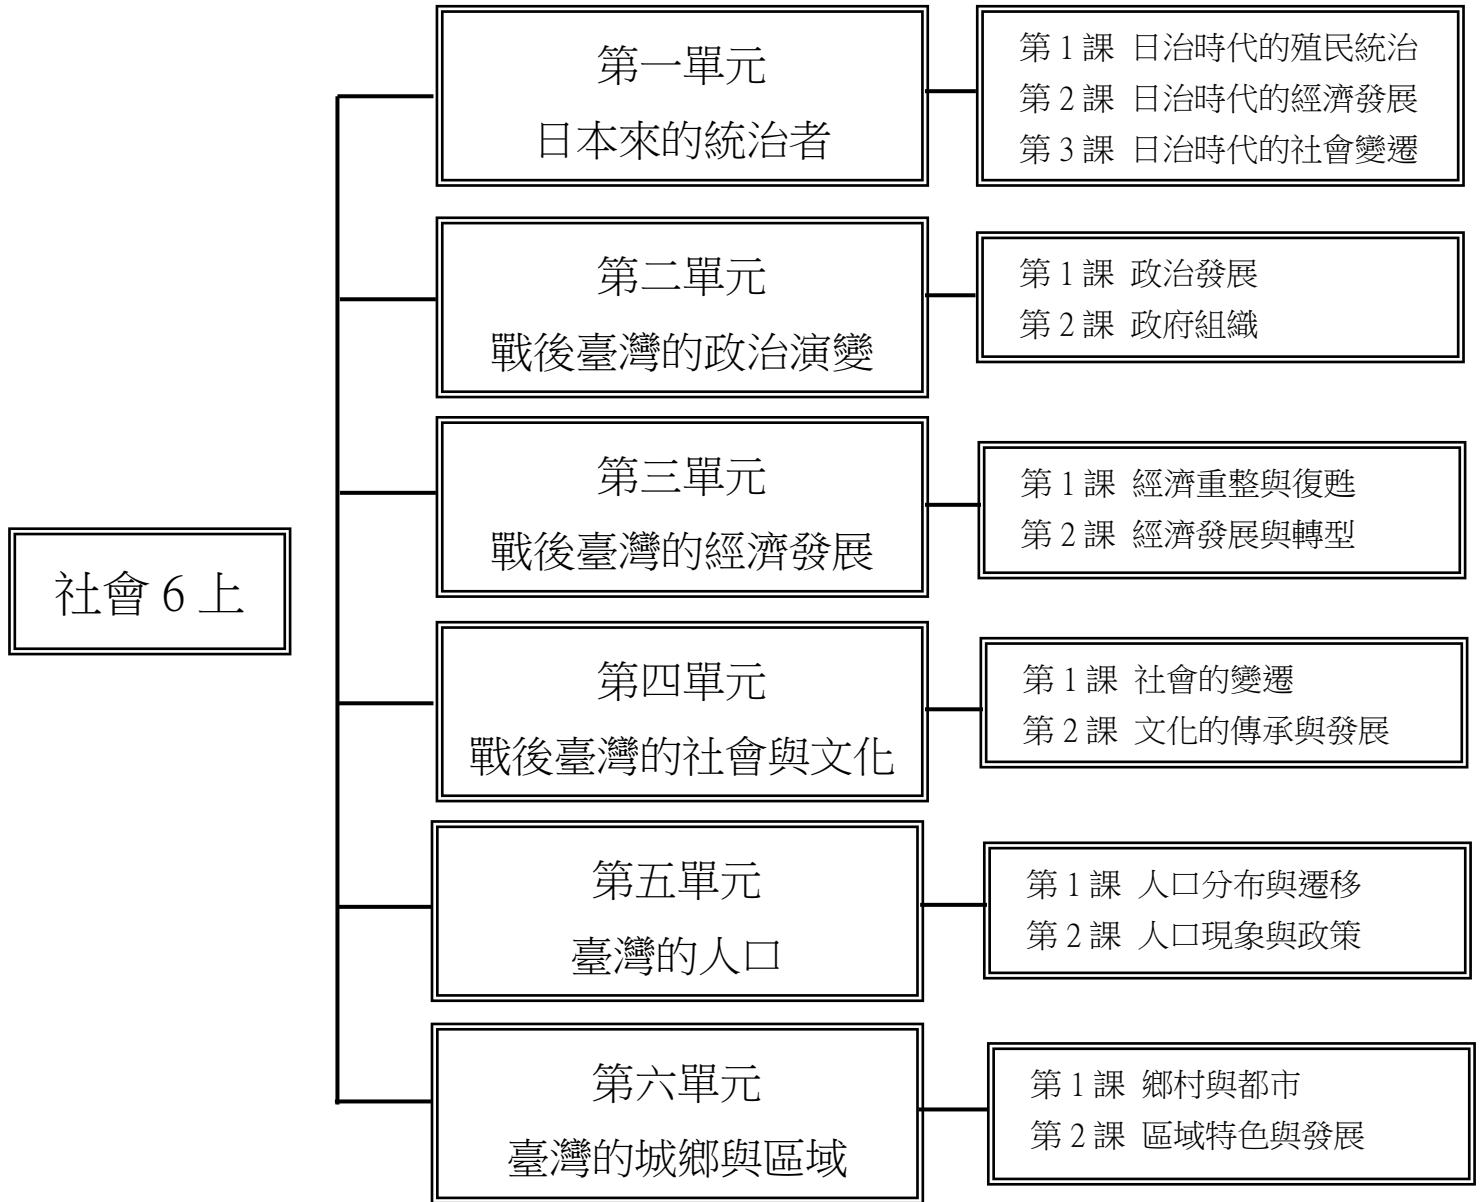 社會 6 上
第一單元
日本來的統治者
第 1 課 日治時代的殖民統治
第 2 課 日治時代的經濟發展
第 3 課 日治時代的社會變遷
第二單元
戰後臺灣的政治演變
第 1 課 政治發展
第 2 課 政府組織
第三單元
戰後臺灣的經濟發展
第 1 課 經濟重整與復甦
第 2 課 經濟發展與轉型
第四單元
戰後臺灣的社會與文化
第 1 課 社會的變遷
第 2 課 文化的傳承與發展
第五單元
臺灣的人口
第 1 課 人口分布與遷移
第 2 課 人口現象與政策
第六單元
臺灣的城鄉與區域
第 1 課 鄉村與都市
第 2 課 區域特色與發展